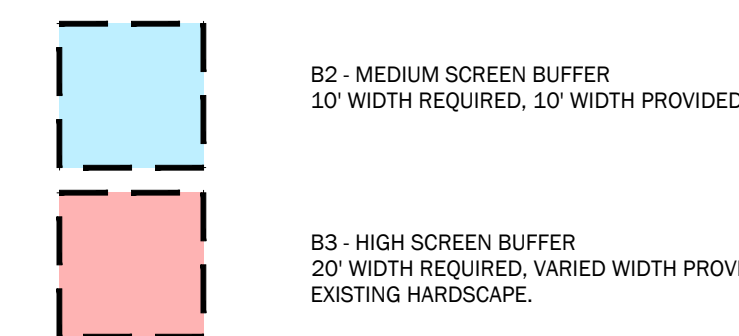 B2 - MEDIUM SCREEN BUFFER
10' WIDTH REQUIRED, 10' WIDTH PROVIDED
B3 - HIGH SCREEN BUFFER
20' WIDTH REQUIRED, VARIED WIDTH
EXISTING HARDSCAPE.